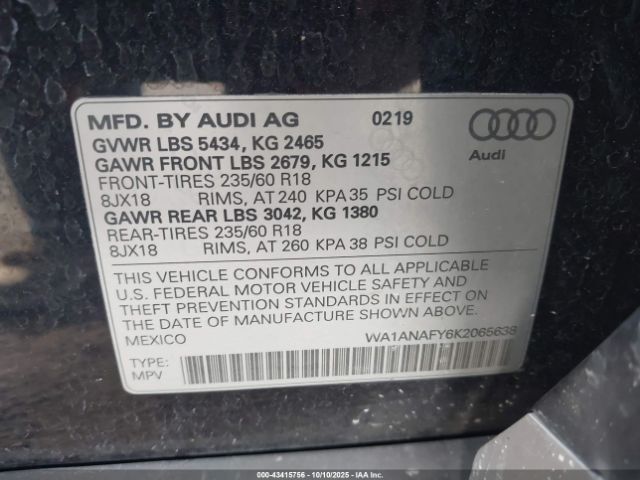 MFD. BY AUDI AG 0219
GVWR LBS 5434, KG 2465
GAWR FRONT LBS 2679, KG 1215
Audi
FRONT-TIRES 235/60 R18
8JX18 RIMS, AT 240 KPA 35 PSI COLD
GAWR REAR LBS 3042, KG 1380
REAR-TIRES 235/60 R18
8JX18 RIMS, AT 260 KPA 38 PSI COLD
THIS VEHICLE CONFORMS TO ALL APPLICABLE
U.S. FEDERAL MOTOR VEHICLE SAFETY AND
THEFT PREVENTION STANDARDS IN EFFECT ON
THE DATE OF MANUFACTURE SHOWN ABOVE.
MEXICO WA1ANAFY6K2065638
TYPE:
MPV
000-43415756 - 10/10/2025 - IAA, Inc.